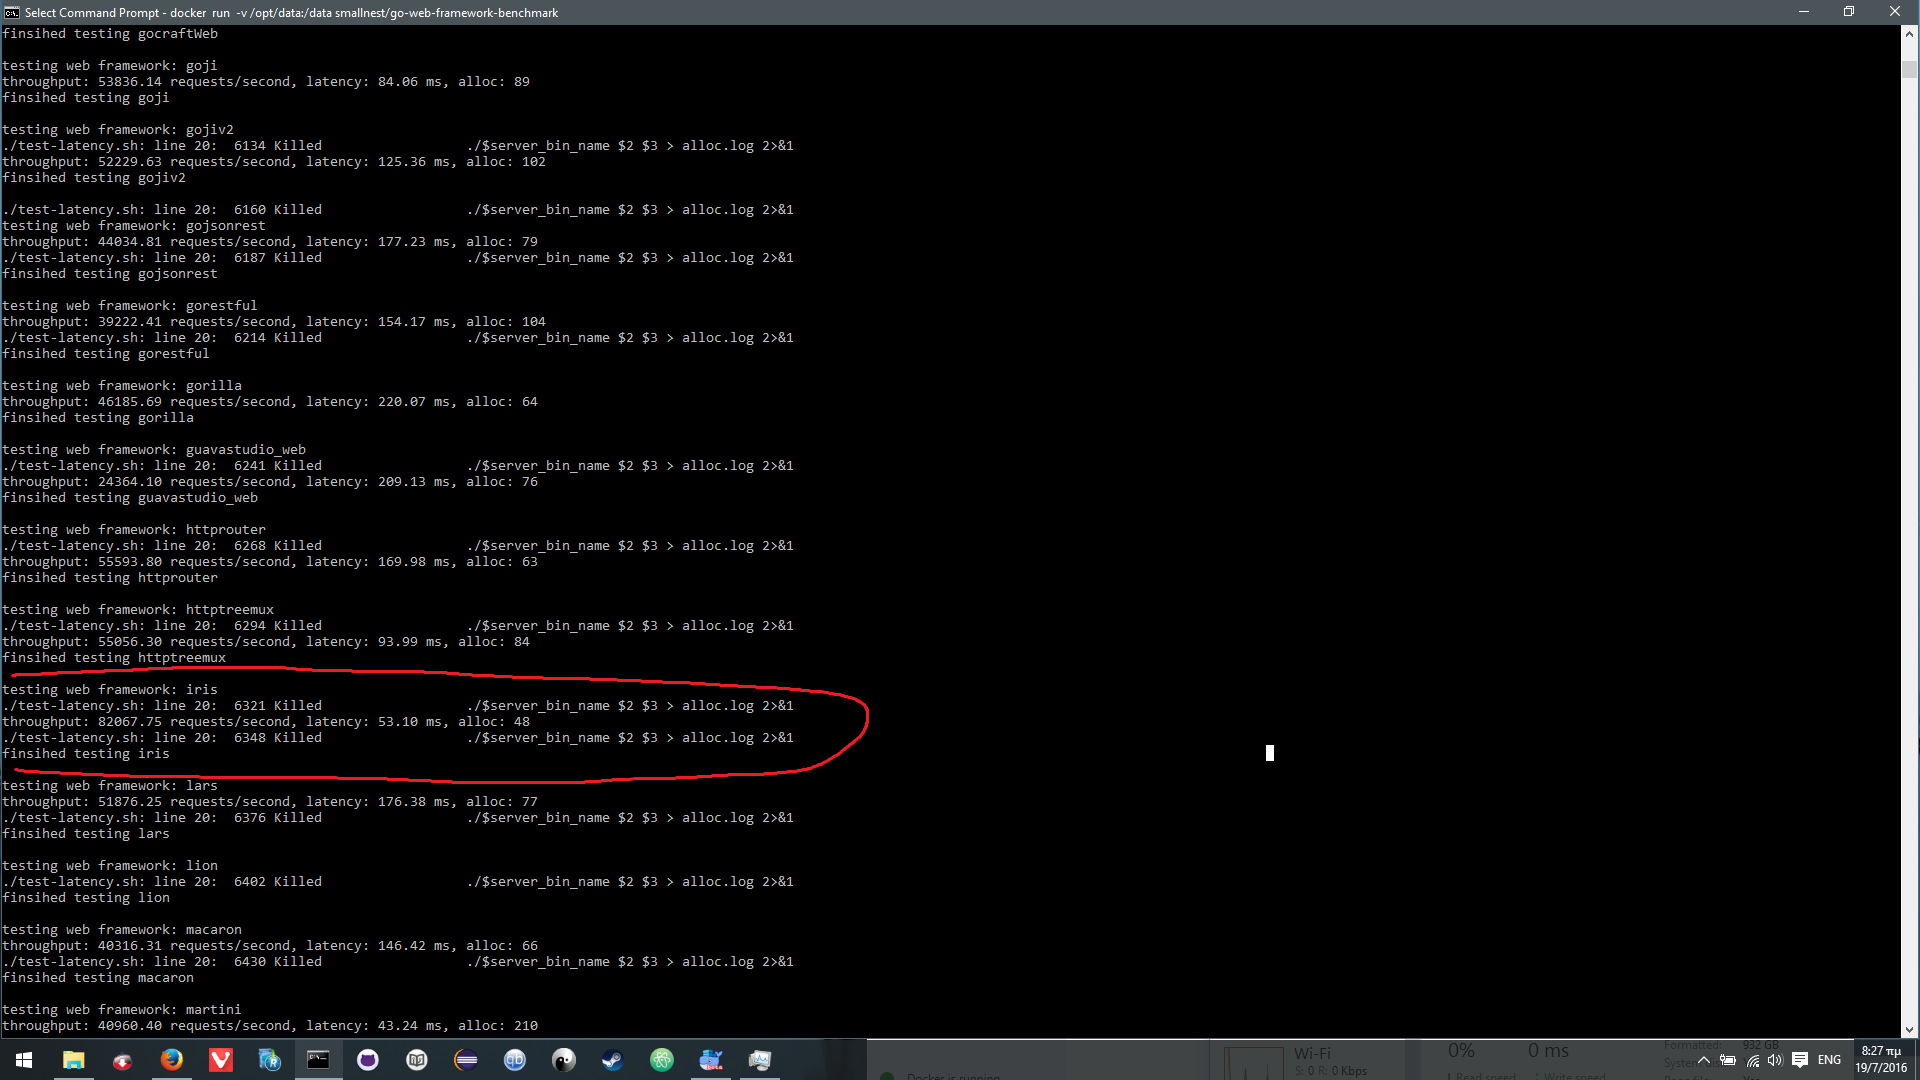 Select Command Prompt - docker  run  -v /opt/data:/data smallnest/go-web-framework-benchmark
finsihed testing gocraftWeb
testing web framework: goji
throughput: 53836.14 requests/second, latency: 84.06 ms, alloc: 89
finsihed testing goji
testing web framework: gojiv2
./test-latency.sh: line 20:  6134 Killed                  ./$server_bin_name $2 $3 > alloc.log 2>&1
throughput: 52229.63 requests/second, latency: 125.36 ms, alloc: 102
finsihed testing gojiv2
./test-latency.sh: line 20:  6160 Killed                  ./$server_bin_name $2 $3 > alloc.log 2>&1
testing web framework: gojsonrest
throughput: 44034.81 requests/second, latency: 177.23 ms, alloc: 79
./test-latency.sh: line 20:  6187 Killed                  ./$server_bin_name $2 $3 > alloc.log 2>&1
finsihed testing gojsonrest
testing web framework: gorestful
throughput: 39222.41 requests/second, latency: 154.17 ms, alloc: 104
./test-latency.sh: line 20:  6214 Killed                  ./$server_bin_name $2 $3 > alloc.log 2>&1
finsihed testing gorestful
testing web framework: gorilla
throughput: 46185.69 requests/second, latency: 220.07 ms, alloc: 64
finsihed testing gorilla
testing web framework: guavastudio_web
./test-latency.sh: line 20:  6241 Killed                  ./$server_bin_name $2 $3 > alloc.log 2>&1
throughput: 24364.10 requests/second, latency: 209.13 ms, alloc: 76
finsihed testing guavastudio_web
testing web framework: httprouter
./test-latency.sh: line 20:  6268 Killed                  ./$server_bin_name $2 $3 > alloc.log 2>&1
throughput: 55593.80 requests/second, latency: 169.98 ms, alloc: 63
finsihed testing httprouter
testing web framework: httptreemux
./test-latency.sh: line 20:  6294 Killed                  ./$server_bin_name $2 $3 > alloc.log 2>&1
throughput: 55056.30 requests/second, latency: 93.99 ms, alloc: 84
finsihed testing httptreemux
testing web framework: iris
./test-latency.sh: line 20:  6321 Killed                  ./$server_bin_name $2 $3 > alloc.log 2>&1
throughput: 82067.75 requests/second, latency: 53.10 ms, alloc: 48
./test-latency.sh: line 20:  6348 Killed                  ./$server_bin_name $2 $3 > alloc.log 2>&1
finsihed testing iris
testing web framework: lars
throughput: 51876.25 requests/second, latency: 176.38 ms, alloc: 77
./test-latency.sh: line 20:  6376 Killed                  ./$server_bin_name $2 $3 > alloc.log 2>&1
finsihed testing lars
testing web framework: lion
./test-latency.sh: line 20:  6402 Killed                  ./$server_bin_name $2 $3 > alloc.log 2>&1
finsihed testing lion
testing web framework: macaron
throughput: 40316.31 requests/second, latency: 146.42 ms, alloc: 66
./test-latency.sh: line 20:  6430 Killed                  ./$server_bin_name $2 $3 > alloc.log 2>&1
finsihed testing macaron
testing web framework: martini
throughput: 40960.40 requests/second, latency: 43.24 ms, alloc: 210
Docker is running
Wi-Fi
S: 0 R: 0 Kbps
0% 0 ms
Read speed Write speed
Formatted: 932 GB
ENG
8:27 πμ
19/7/2016